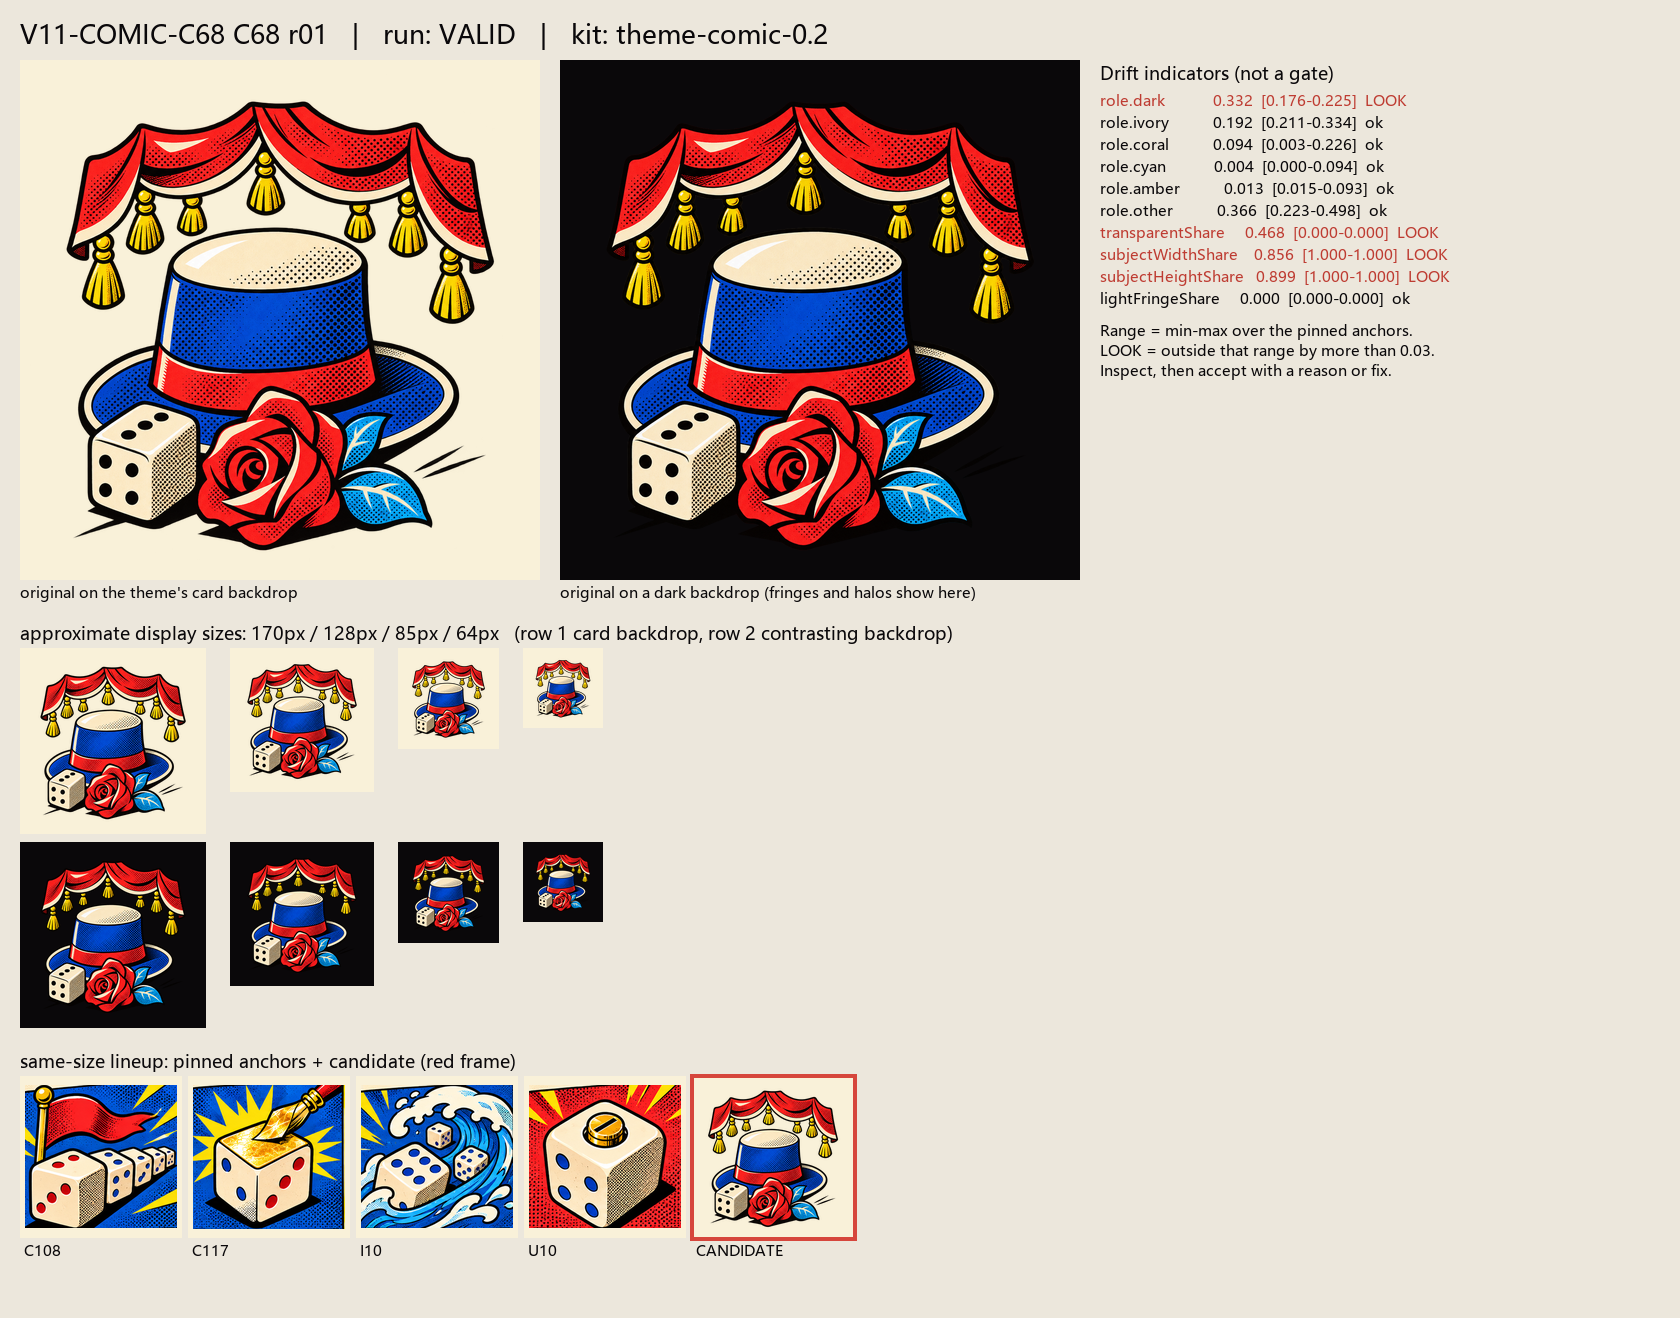 V11-COMIC-C68 C68 r01 | run: VALID | kit: theme-comic-0.2
Drift indicators (not a gate)
role.dark 0.332 [0.176-0.225] LOOK
role.ivory 0.192 [0.211-0.334] ok
role.coral 0.094 [0.003-0.226] ok
role.cyan 0.004 [0.000-0.094] ok
role.amber 0.013 [0.015-0.093] ok
role.other 0.366 [0.223-0.498] ok
transparentShare 0.468 [0.000-0.000] LOOK
subjectWidthShare 0.856 [1.000-1.000] LOOK
subjectHeightShare 0.899 [1.000-1.000] LOOK
lightFringeShare 0.000 [0.000-0.000] ok
Range = min-max over the pinned anchors.
LOOK = outside that range by more than 0.03.
Inspect, then accept with a reason or fix.
original on the theme's card backdrop
original on a dark backdrop (fringes and halos show here)
approximate display sizes: 170px / 128px / 85px / 64px (row 1 card backdrop, row 2 contrasting backdrop)
same-size lineup: pinned anchors + candidate (red frame)
C108
C117
I10
U10
CANDIDATE